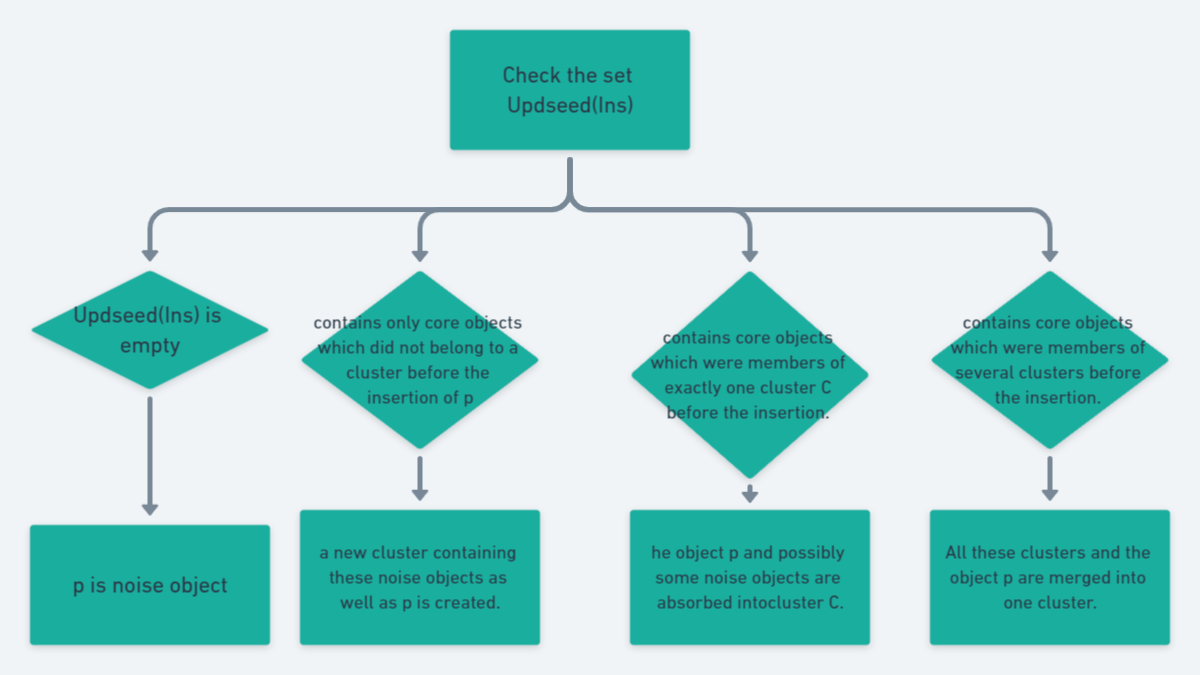 Check the set
Updseed(Ins)
Updseed(Ins) is
empty
contains only core objects
which did not belong to a
cluster before the
insertion of p
contains core objects
which were members of
exactly one cluster C
before the insertion.
contains core objects
which were members of
several clusters before
the insertion.
p is noise object
a new cluster containing
these noise objects as
well as p is created.
he object p and possibly
some noise objects are
absorbed intocluster C.
All these clusters and the
object p are merged into
one cluster.